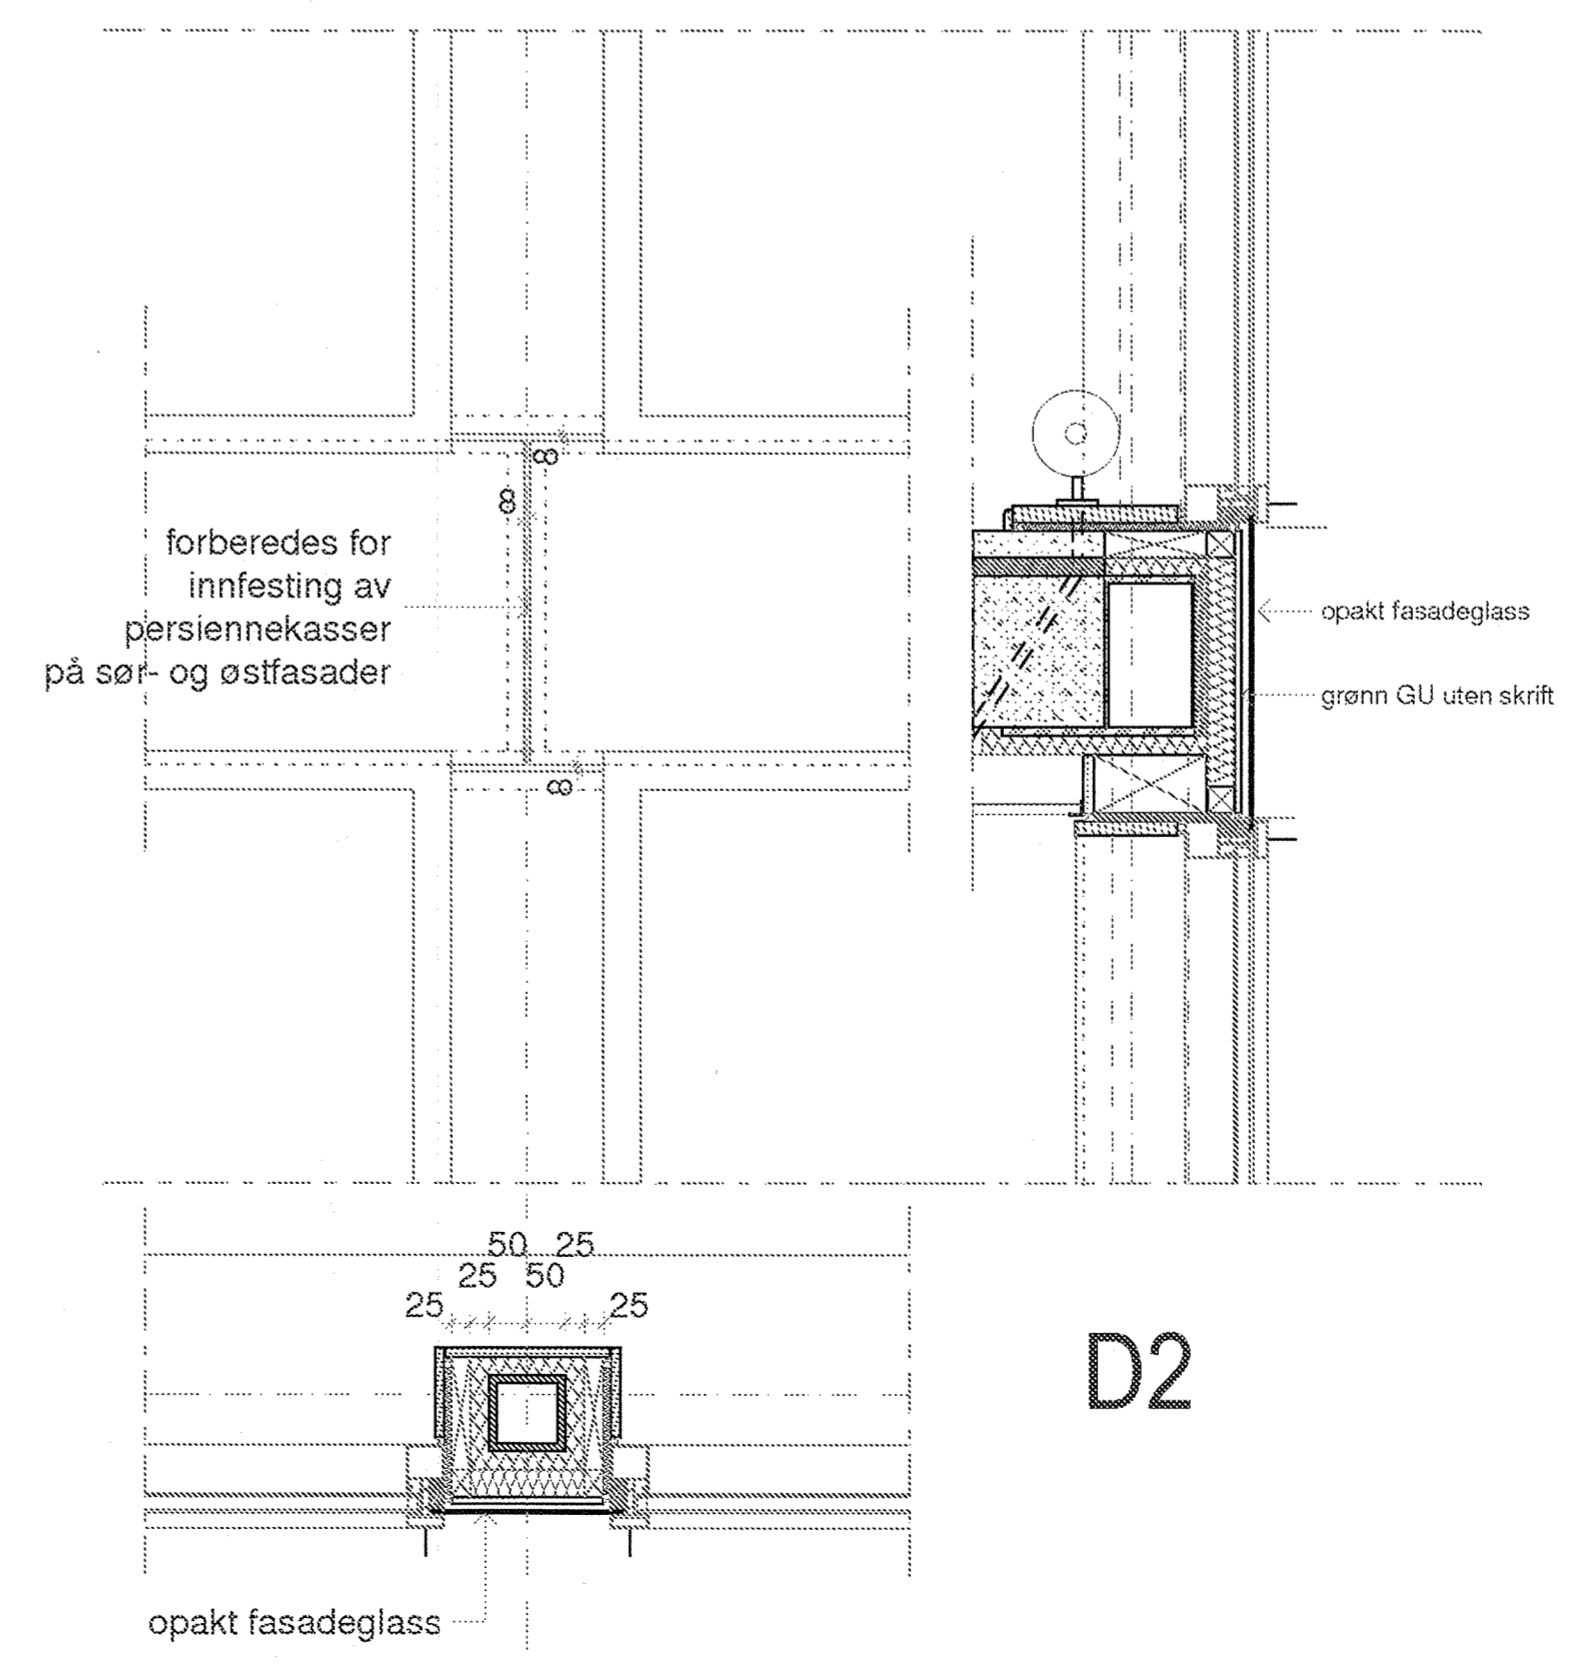 8
8
forberedes for
innfesting av
persiennekasser
på sør- og østfasader
8
opakt fasadeglass
grønn GU uten skrift
50 25
25 50
25 25
D2
opakt fasadeglass